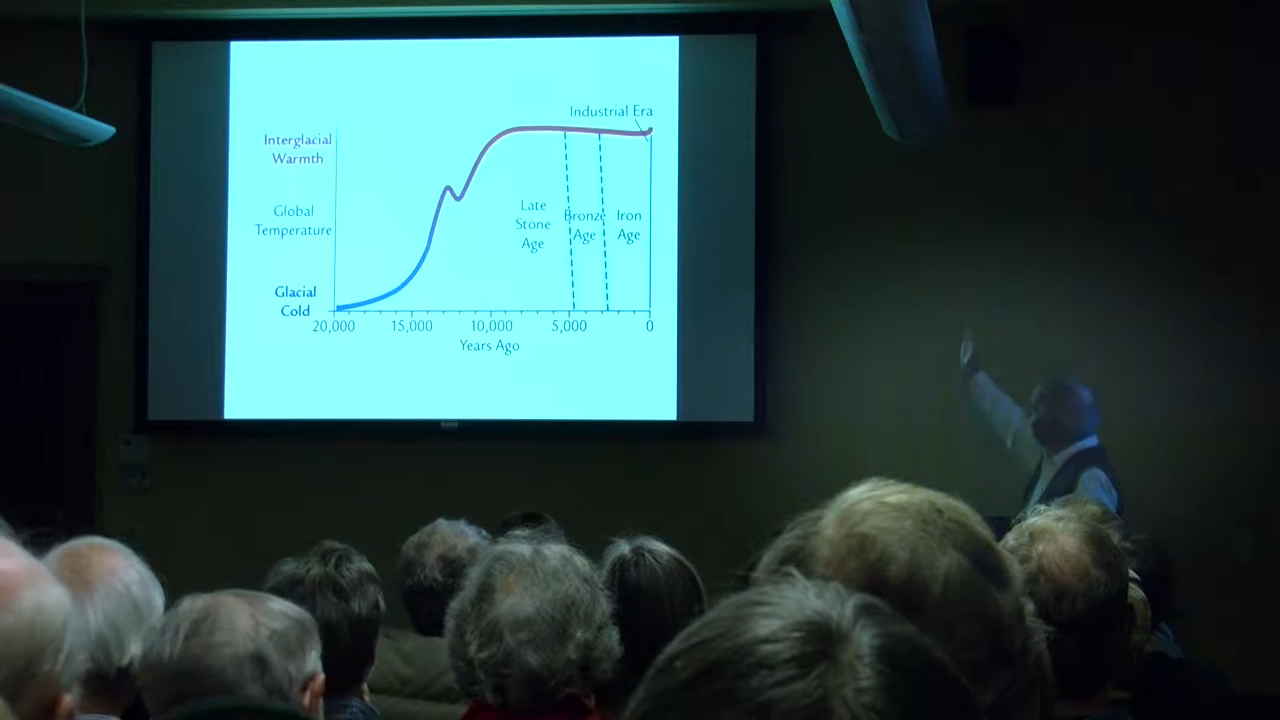 Industrial Era
Interglacial
Warmth
Global
Temperature
Late
Stone
Age
Bronze
Age
Iron
Age
Glacial
Cold
20,000
15,000
10,000
5,000
0
Years Ago